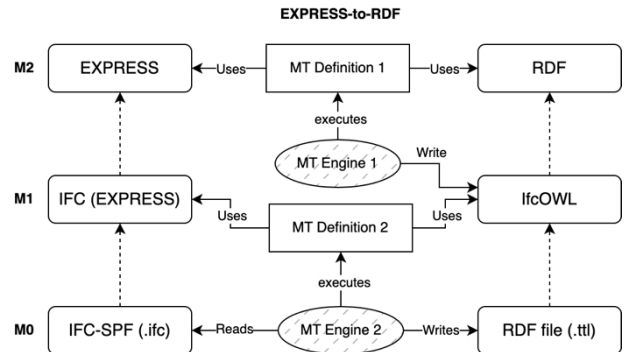 EXPRESS-to-RDF
M2
EXPRESS
Uses
MT Definition 1
Uses
RDF
executes
MT Engine 1
Write
M1
IFC (EXPRESS)
Uses
MT Definition 2
Uses
IfcOWL
executes
M0
IFC-SPF (.ifc)
Reads
MT Engine 2
Writes
RDF file (.ttl)